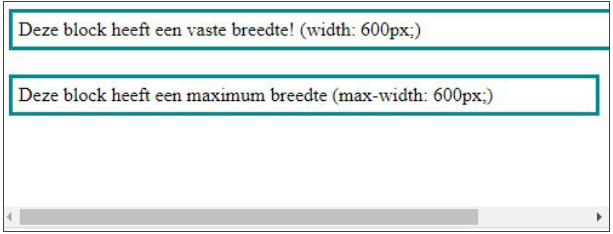 Deze block heeft een vaste breedte! (width: 600px;)
Deze block heeft een maximum breedte (max-width: 600px;)